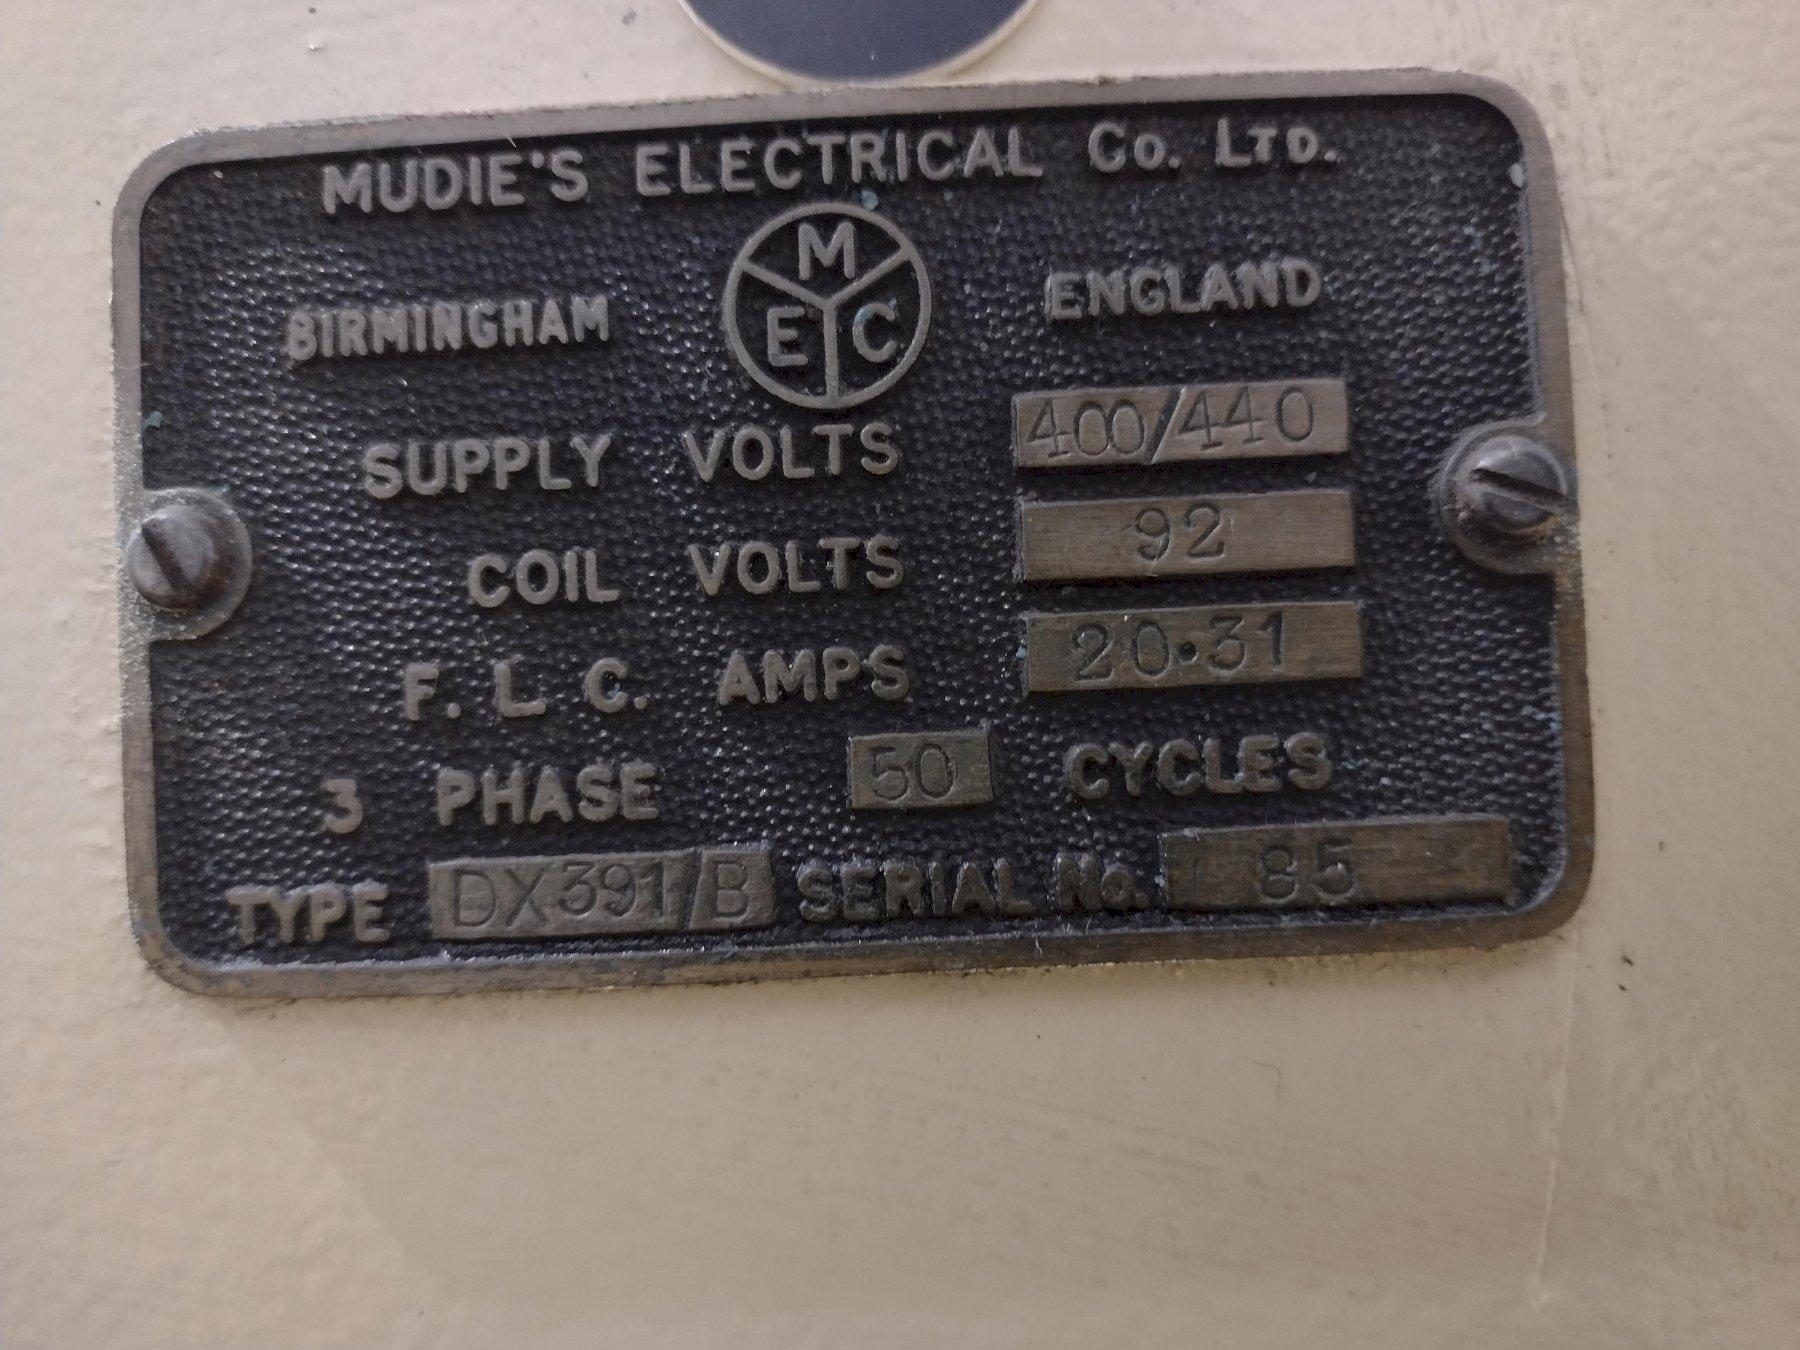 MUDIE'S ELECTRICAL Co. LTD.
BIRMINGHAM MEC ENGLAND
SUPPLY VOLTS 400/440
COIL VOLTS 92
F. L. C. AMPS 20·31
3 PHASE 50 CYCLES
TYPE DX391/B SERIAL No. 85